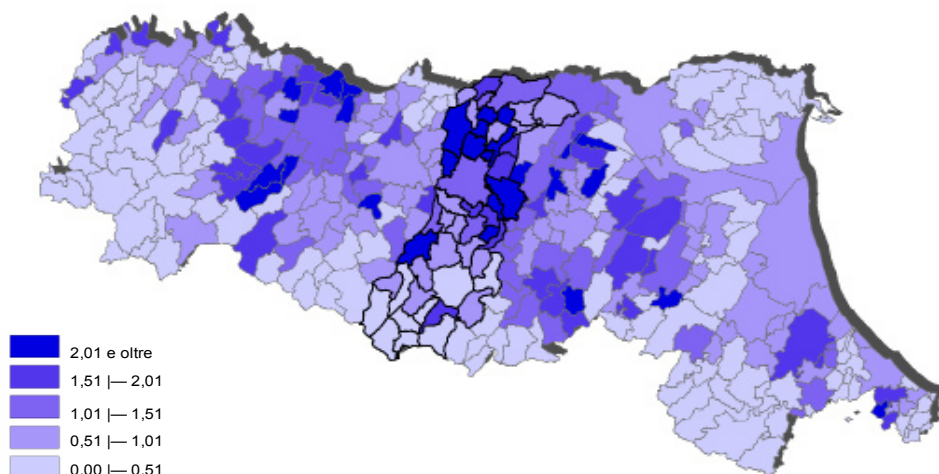 2,01 e oltre
1,51 |— 2,01
1,01 |— 1,51
0,51 |— 1,01
0,00 |— 0,51